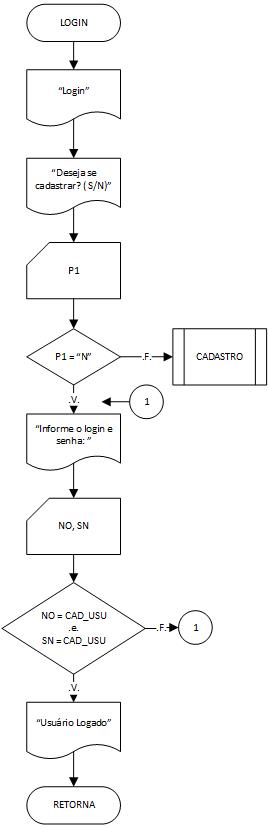 LOGIN
“Login”
“Deseja se
cadastrar? ( S/N)”
P1
P1 = “N”
.F.
CADASTRO
.V.
1
“Informe o login e
senha: ”
NO, SN
NO = CAD_USU
.e.
SN = CAD_USU
.F.
1
.V.
“Usuário Logado”
RETORNA